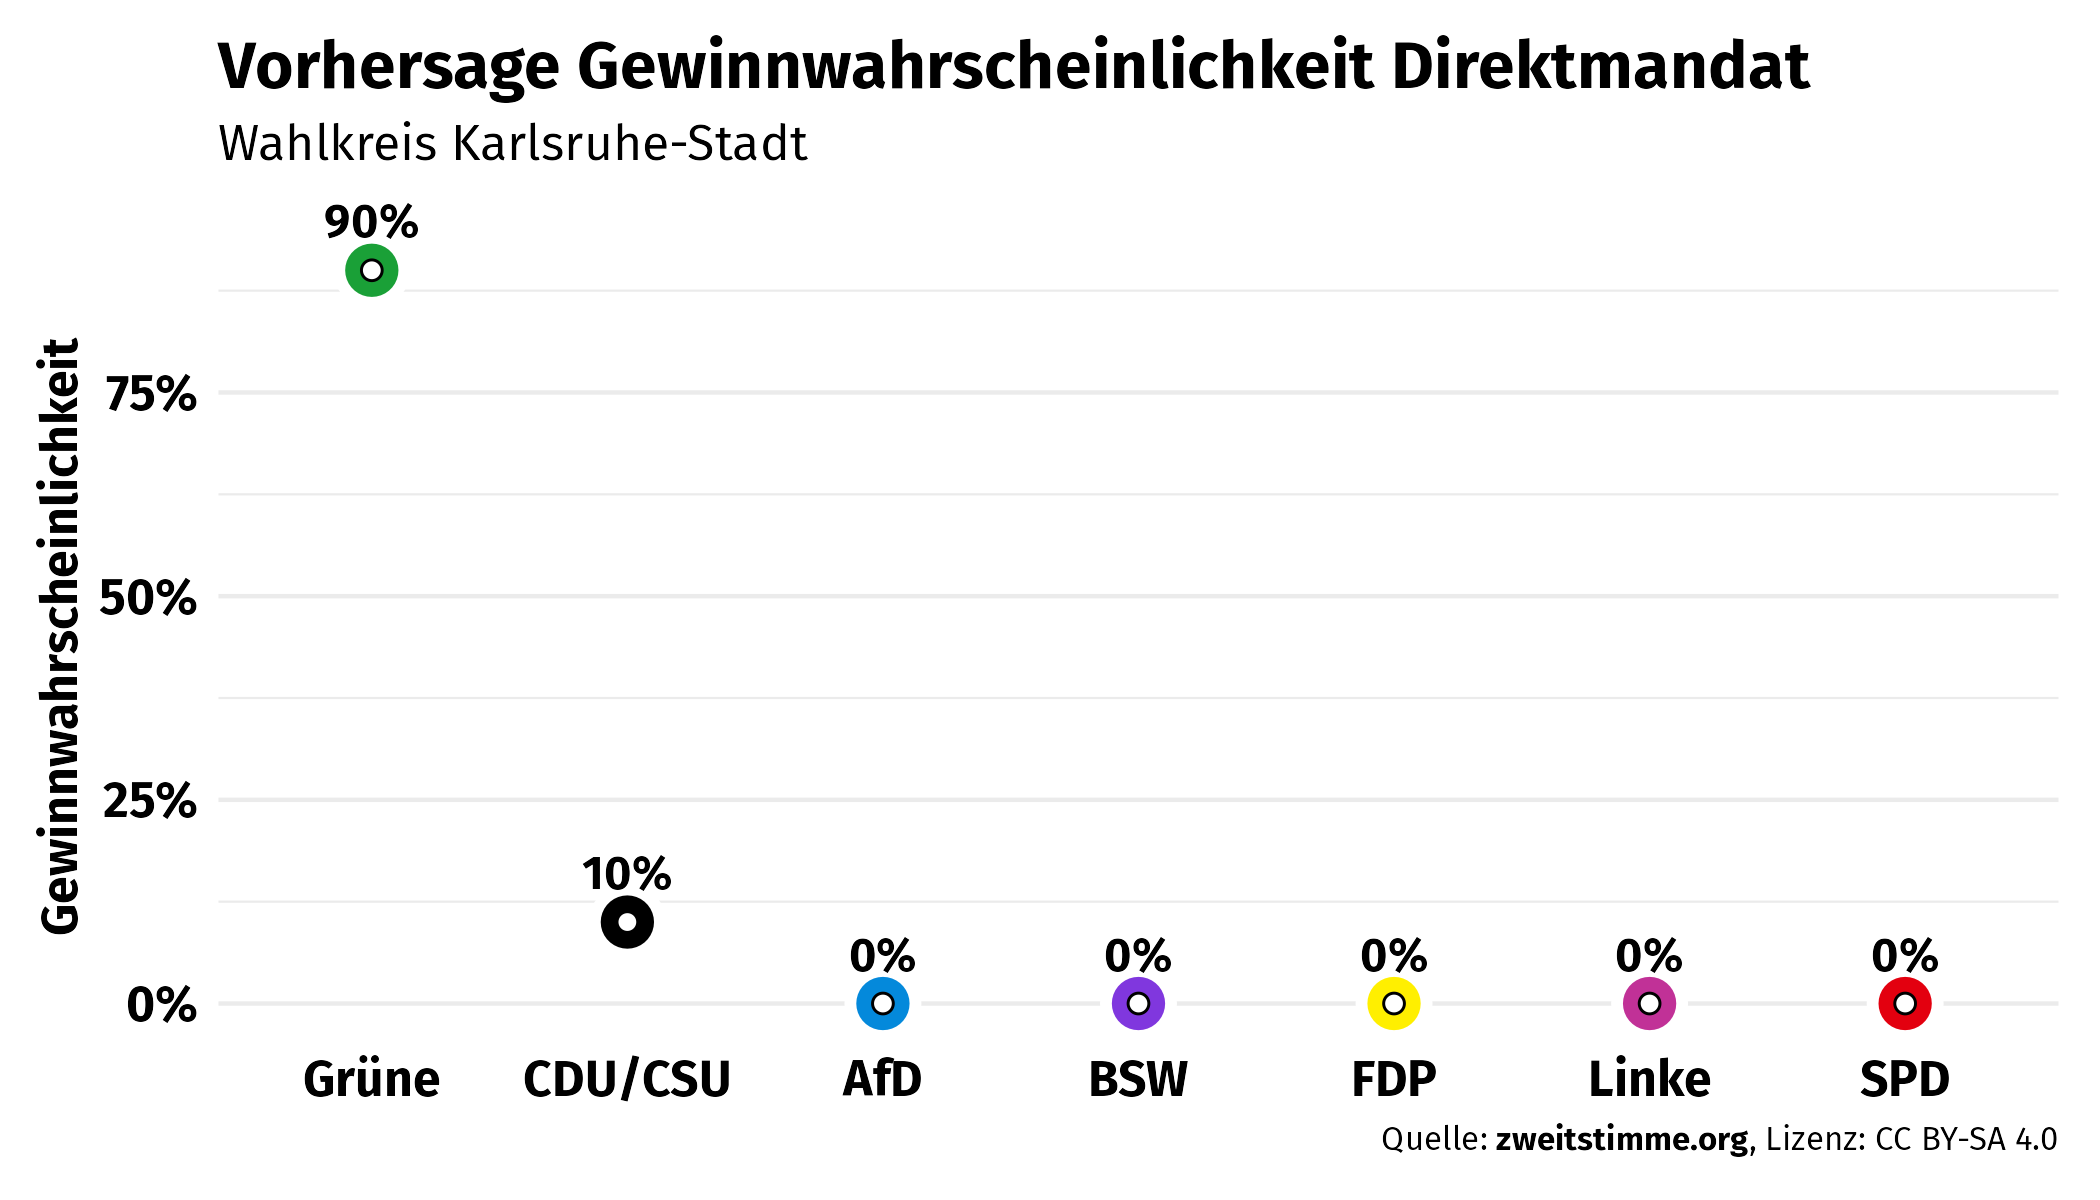 Vorhersage Gewinnwahrscheinlichkeit Direktmandat
Wahlkreis Karlsruhe-Stadt
Gewinnwahrscheinlichkeit
75%
50%
25%
0%
90%
10%
0%
0%
0%
0%
0%
Grüne
CDU/CSU
AfD
BSW
FDP
Linke
SPD
Quelle: zweitstimme.org, Lizenz: CC BY-SA 4.0